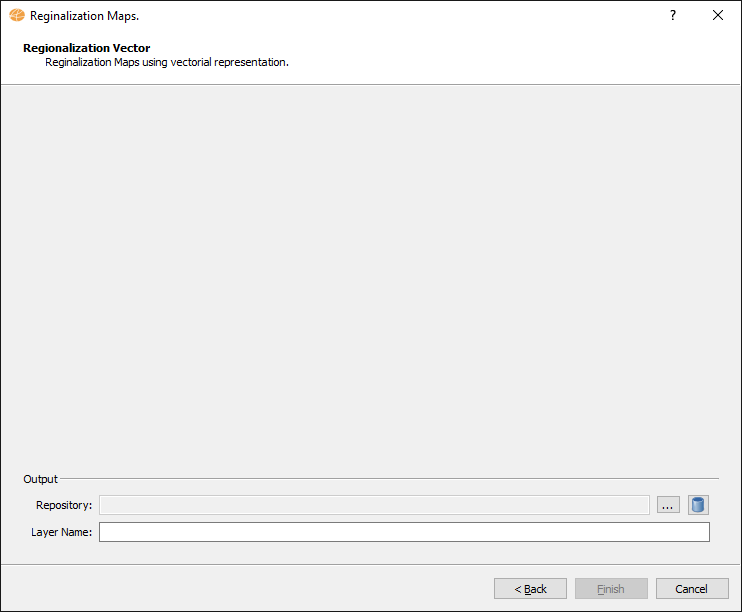 Reginalization Maps.
?
Regionalization Vector
Reginalization Maps using vectorial representation.
Output
Repository:
...
Layer Name:
< Back
Finish
Cancel